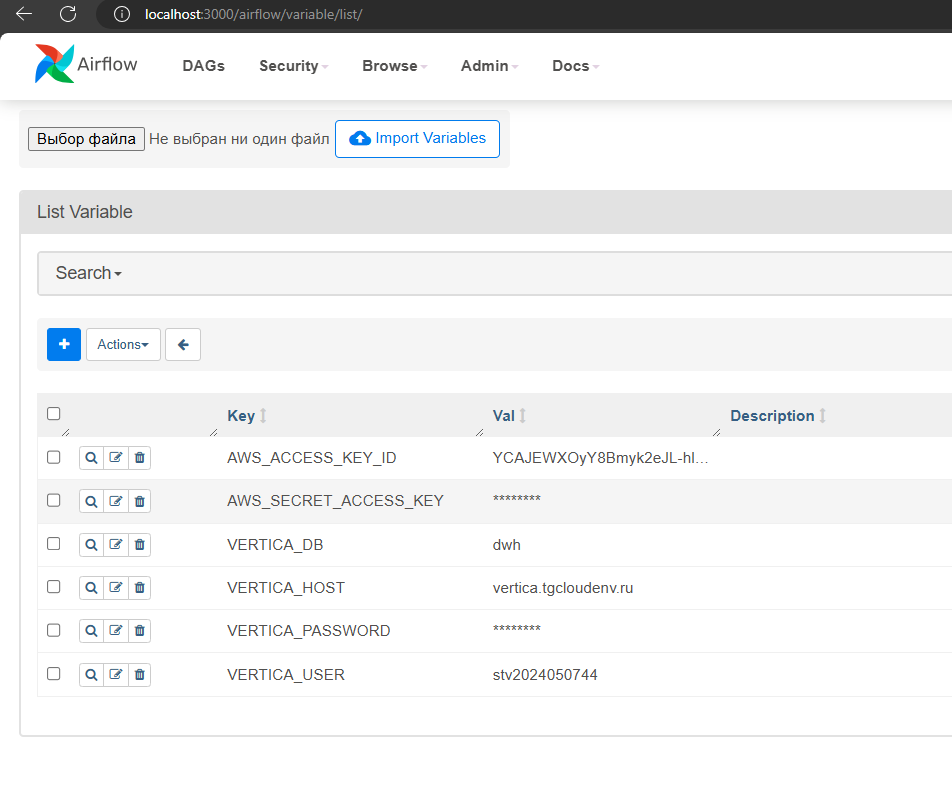 localhost:3000/airflow/variable/list/
Airflow DAGs Security Browse Admin Docs
Выбор файла Не выбран ни один файл Import Variables
List Variable
Search
Actions
Key Val Description
AWS_ACCESS_KEY_ID YCAJEWXOyY8Bmyk2eJL-hl...
AWS_SECRET_ACCESS_KEY ********
VERTICA_DB dwh
VERTICA_HOST vertica.tgcloudenv.ru
VERTICA_PASSWORD ********
VERTICA_USER stv2024050744